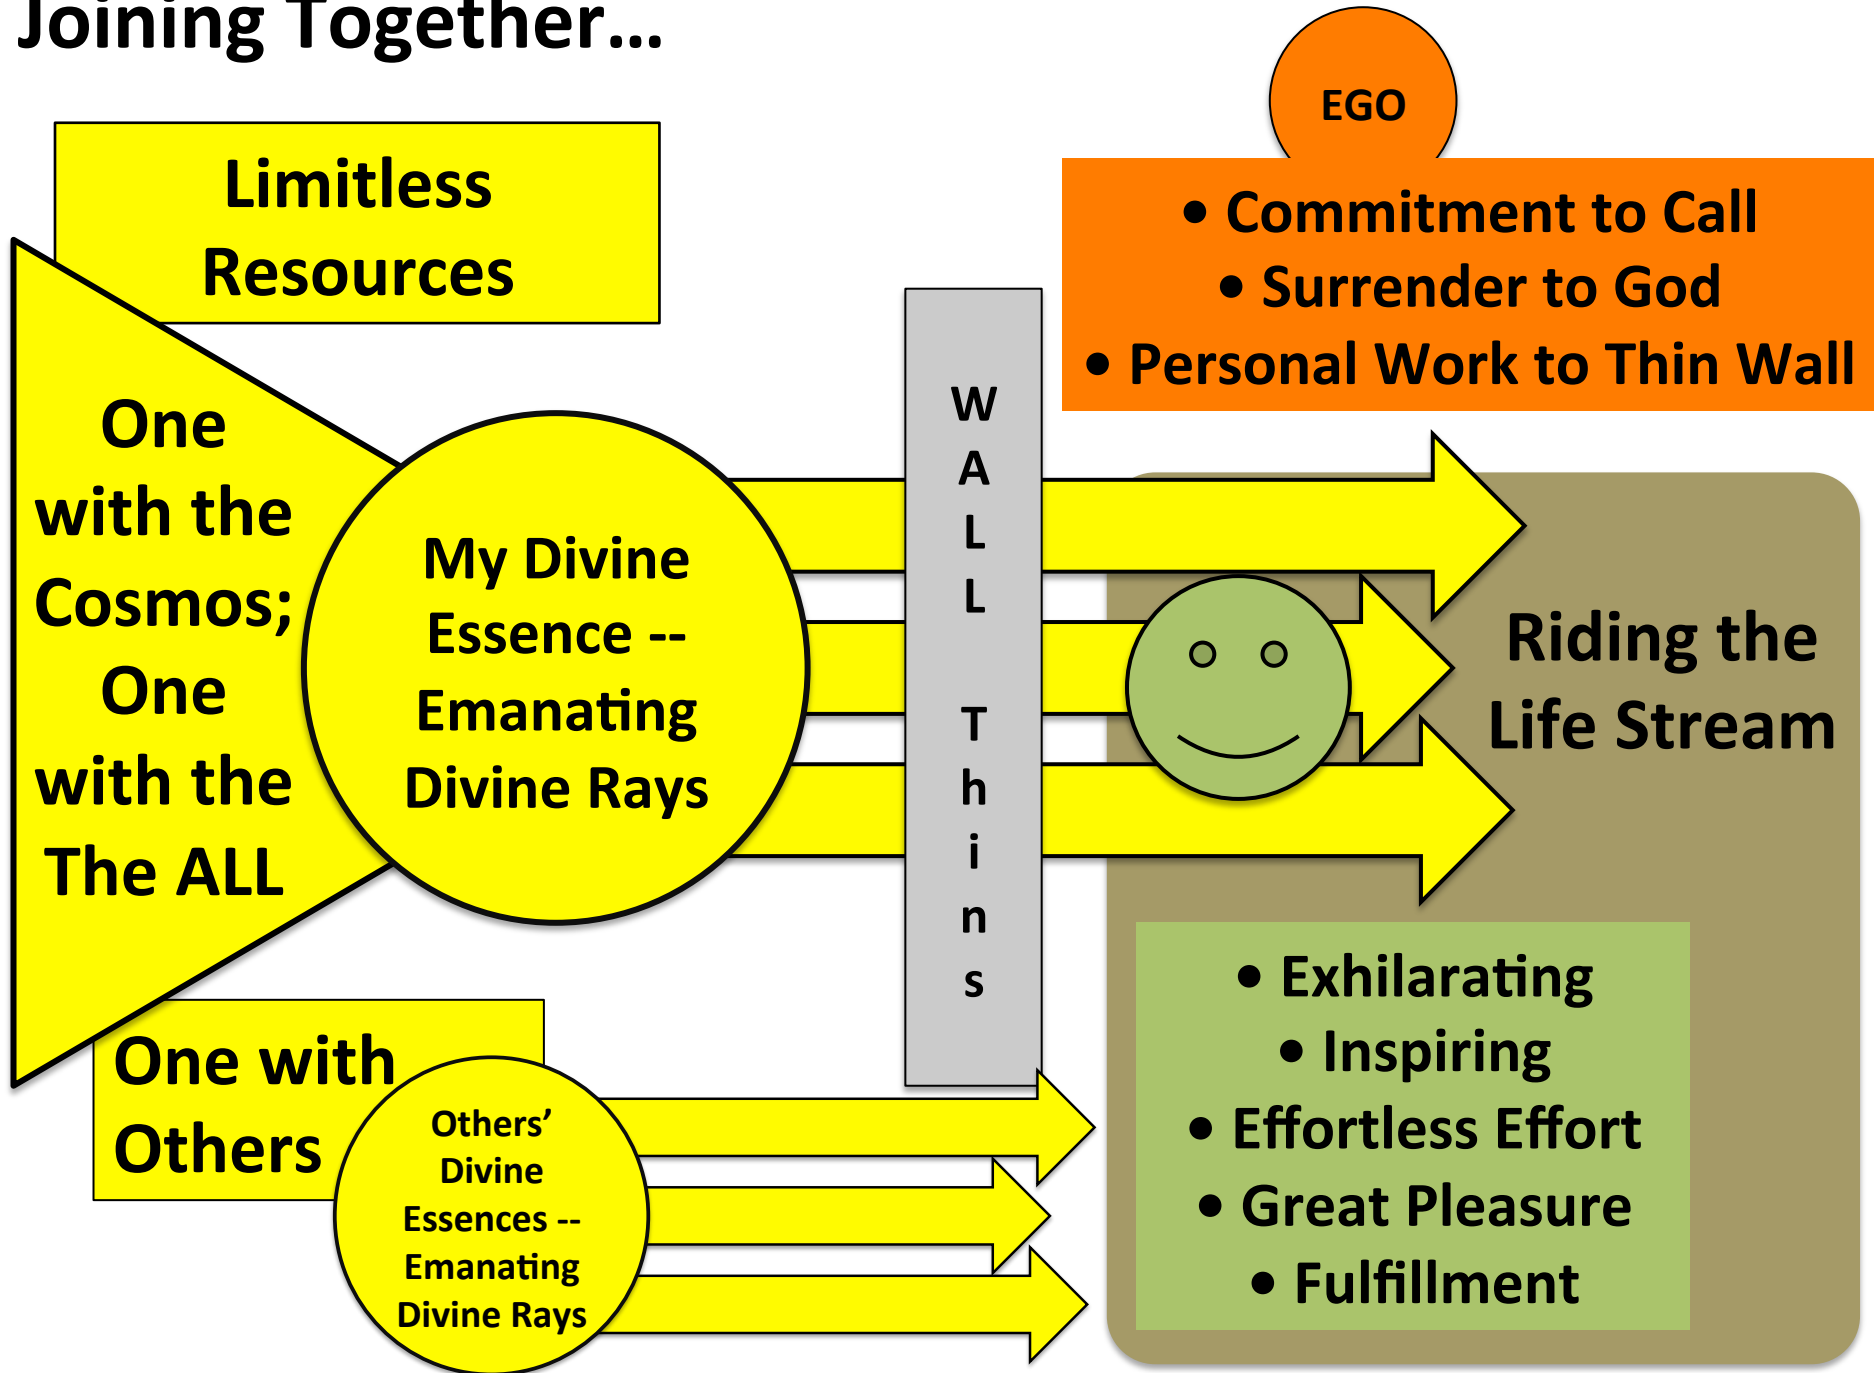 Joining Together…
EGO
• Commitment to Call
• Surrender to God
• Personal Work to Thin Wall
Limitless
Resources
One
with the
Cosmos;
One
with the
The ALL
My Divine
Essence --
Emanating
Divine Rays
W
A
L
L
T
h
i
n
s
Riding the
Life Stream
• Exhilarating
• Inspiring
• Effortless Effort
• Great Pleasure
• Fulfillment
One with
Others
Others’
Divine
Essences --
Emanating
Divine Rays